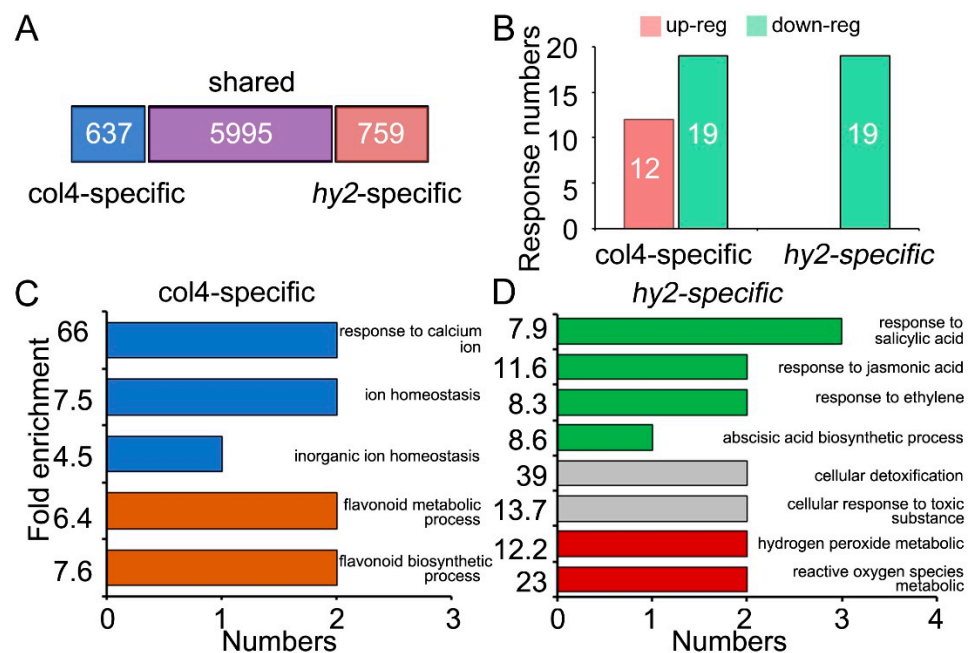 A
shared
637 5995 759
col4-specific hy2-specific
B
up-reg down-reg
Response numbers
20
15
10
5
0
12 19 19
col4-specific hy2-specific
C
col4-specific
Fold enrichment
66 response to calcium
ion
7.5 ion homeostasis
4.5 inorganic ion homeostasis
6.4 flavonoid metabolic
process
7.6 flavonoid biosynthetic
process
0 1 2 3
Numbers
D
hy2-specific
7.9 response to
salicylic acid
11.6 response to jasmonic acid
8.3 response to ethylene
8.6 abscisic acid biosynthetic process
39 cellular detoxification
13.7 cellular response to toxic
substance
12.2 hydrogen peroxide metabolic
23 reactive oxygen species
metabolic
0 1 2 3 4
Numbers